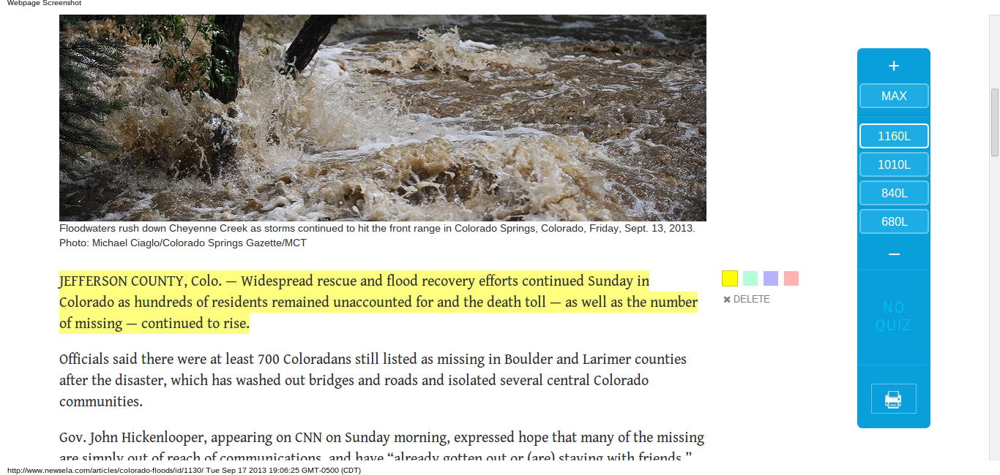 Webpage Screenshot
Floodwaters rush down Cheyenne Creek as storms continued to hit the front range in Colorado Springs, Colorado, Friday, Sept. 13, 2013.
Photo: Michael Ciaglo/Colorado Springs Gazette/MCT
JEFFERSON COUNTY, Colo. — Widespread rescue and flood recovery efforts continued Sunday in
Colorado as hundreds of residents remained unaccounted for and the death toll — as well as the number
of missing — continued to rise.
✖ DELETE
Officials said there were at least 700 Coloradans still listed as missing in Boulder and Larimer counties
after the disaster, which has washed out bridges and roads and isolated several central Colorado
communities.
Gov. John Hickenlooper, appearing on CNN on Sunday morning, expressed hope that many of the missing
are simply out of reach of communications, and have “already gotten out or (are) staying with friends.”
+
MAX
1160L
1010L
840L
680L
—
NO
QUIZ
http://www.newsela.com/articles/colorado-floods/id/1130/ Tue Sep 17 2013 19:06:25 GMT-0500 (CDT)